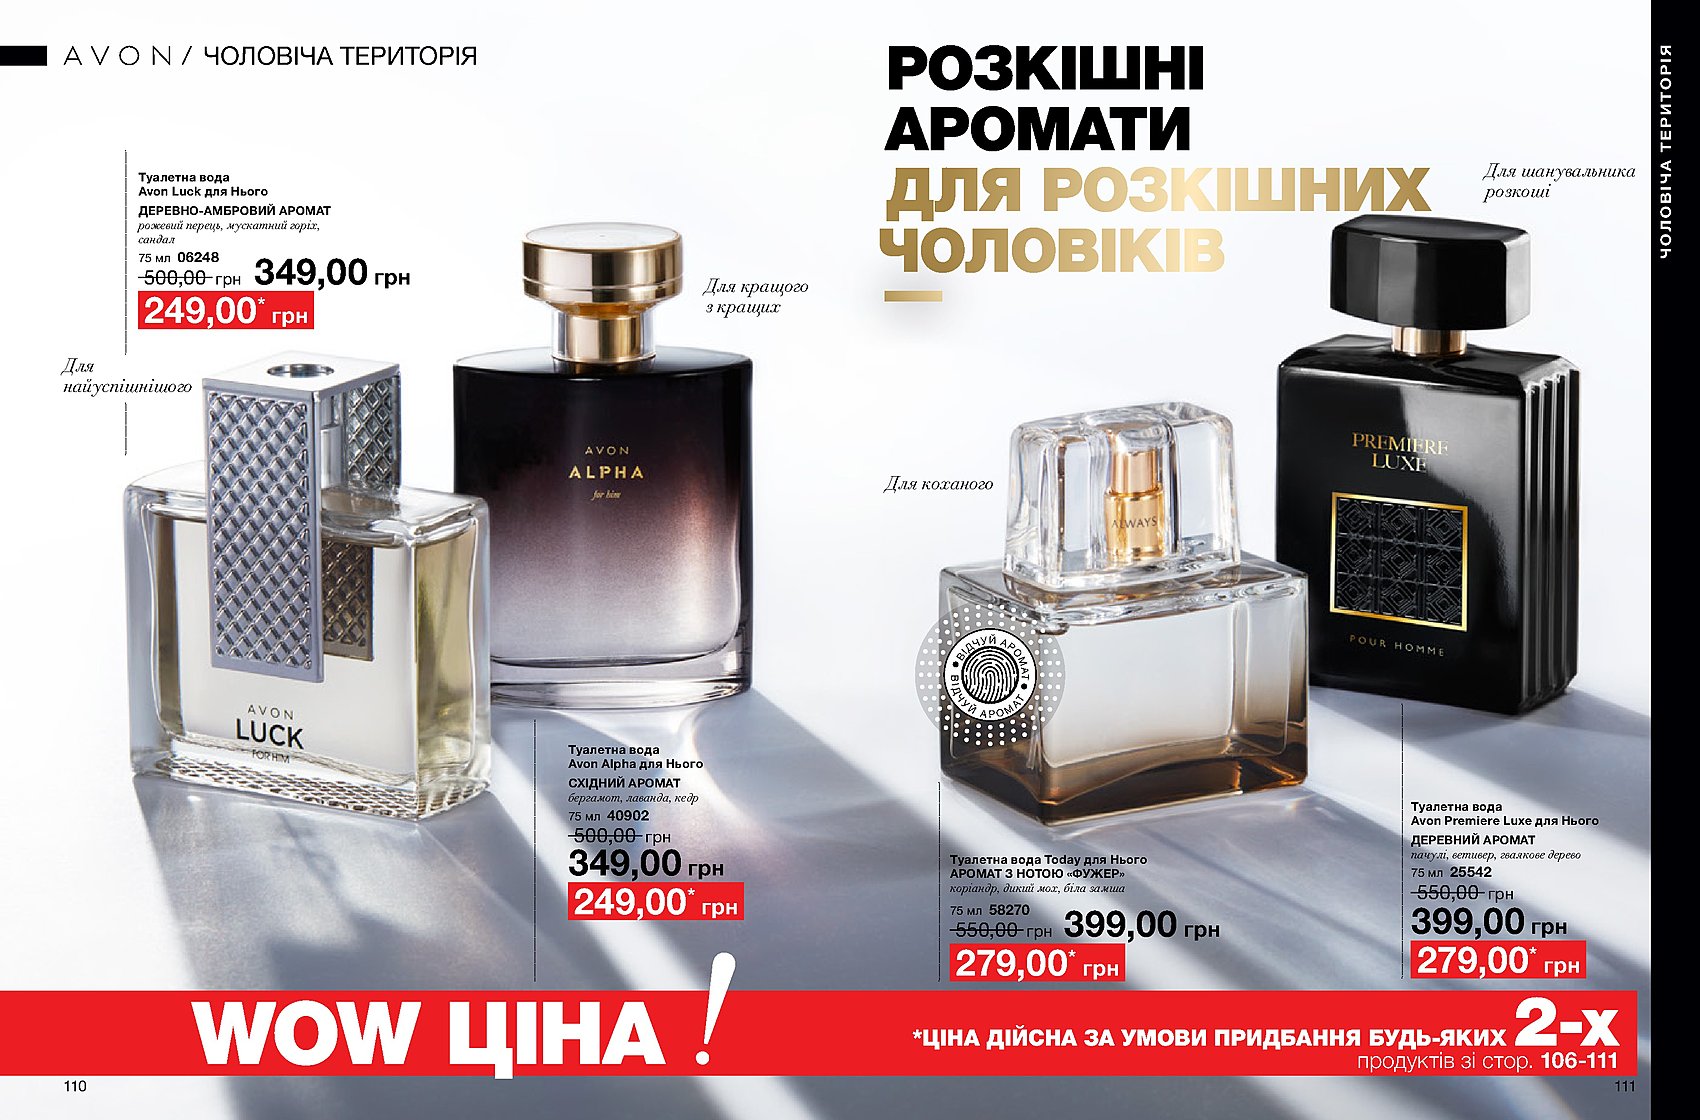 AVON / ЧОЛОВІЧА ТЕРИТОРІЯ
Туалетна вода
Avon Luck для Нього
ДЕРЕВНО-АМБРОВИЙ АРОМАТ
рожевий перець, мускатний горіх,
сандал
75 мл 06248
500,00 грн 349,00 грн
249,00* грн
Для
найуспішнішого
AVON
LUCK
FOR HIM
Для кращого
з кращих
AVON
ALPHA
for him
Туалетна вода
Avon Alpha для Нього
СХІДНИЙ АРОМАТ
бергамот, лаванда, кедр
75 мл 40902
500,00 грн
349,00 грн
249,00* грн
РОЗКІШНІ
АРОМАТИ
ДЛЯ РОЗКІШНИХ
ЧОЛОВІКІВ
Для коханого
ALWAYS
ВІДЧУЙ АРОМАТ
ВІДЧУЙ АРОМАТ
Туалетна вода Today для Нього
АРОМАТ З НОТОЮ «ФУЖЕР»
коріандр, дикий мох, біла замша
75 мл 58270
550,00 грн 399,00 грн
279,00* грн
Для шанувальника
розкоші
PREMIERE
LUXE
POUR HOMME
Туалетна вода
Avon Premiere Luxe для Нього
ДЕРЕВНИЙ АРОМАТ
пачулі, ветивер, гваякове дерево
75 мл 25542
550,00 грн
399,00 грн
279,00* грн
ЧОЛОВІЧА ТЕРИТОРІЯ
WOW ЦІНА!
*ЦІНА ДІЙСНА ЗА УМОВИ ПРИДБАННЯ БУДЬ-ЯКИХ 2-х
продуктів зі стор. 106-111
110
111